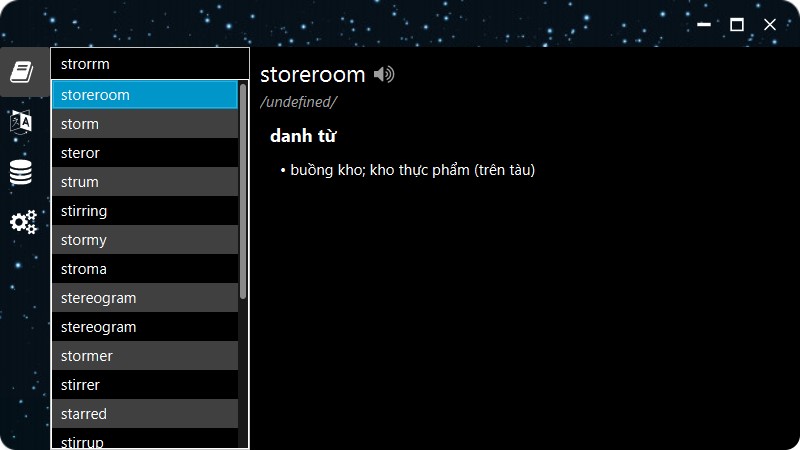 strorrm
storeroom
storm
steror
strum
stirring
stormy
stroma
stereogram
stereogram
stormer
stirrer
starred
stirrup
storeroom
/undefined/
danh từ
• buồng kho; kho thực phẩm (trên tàu)